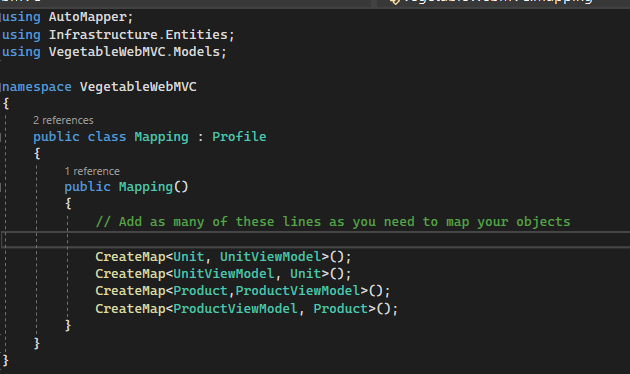 using AutoMapper;
using Infrastructure.Entities;
using VegetableWebMVC.Models;
namespace VegetableWebMVC
{
2 references
public class Mapping : Profile
{
1 reference
public Mapping()
{
// Add as many of these lines as you need to map your objects
CreateMap<Unit, UnitViewModel>();
CreateMap<UnitViewModel, Unit>();
CreateMap<Product,ProductViewModel>();
CreateMap<ProductViewModel, Product>();
}
}
}